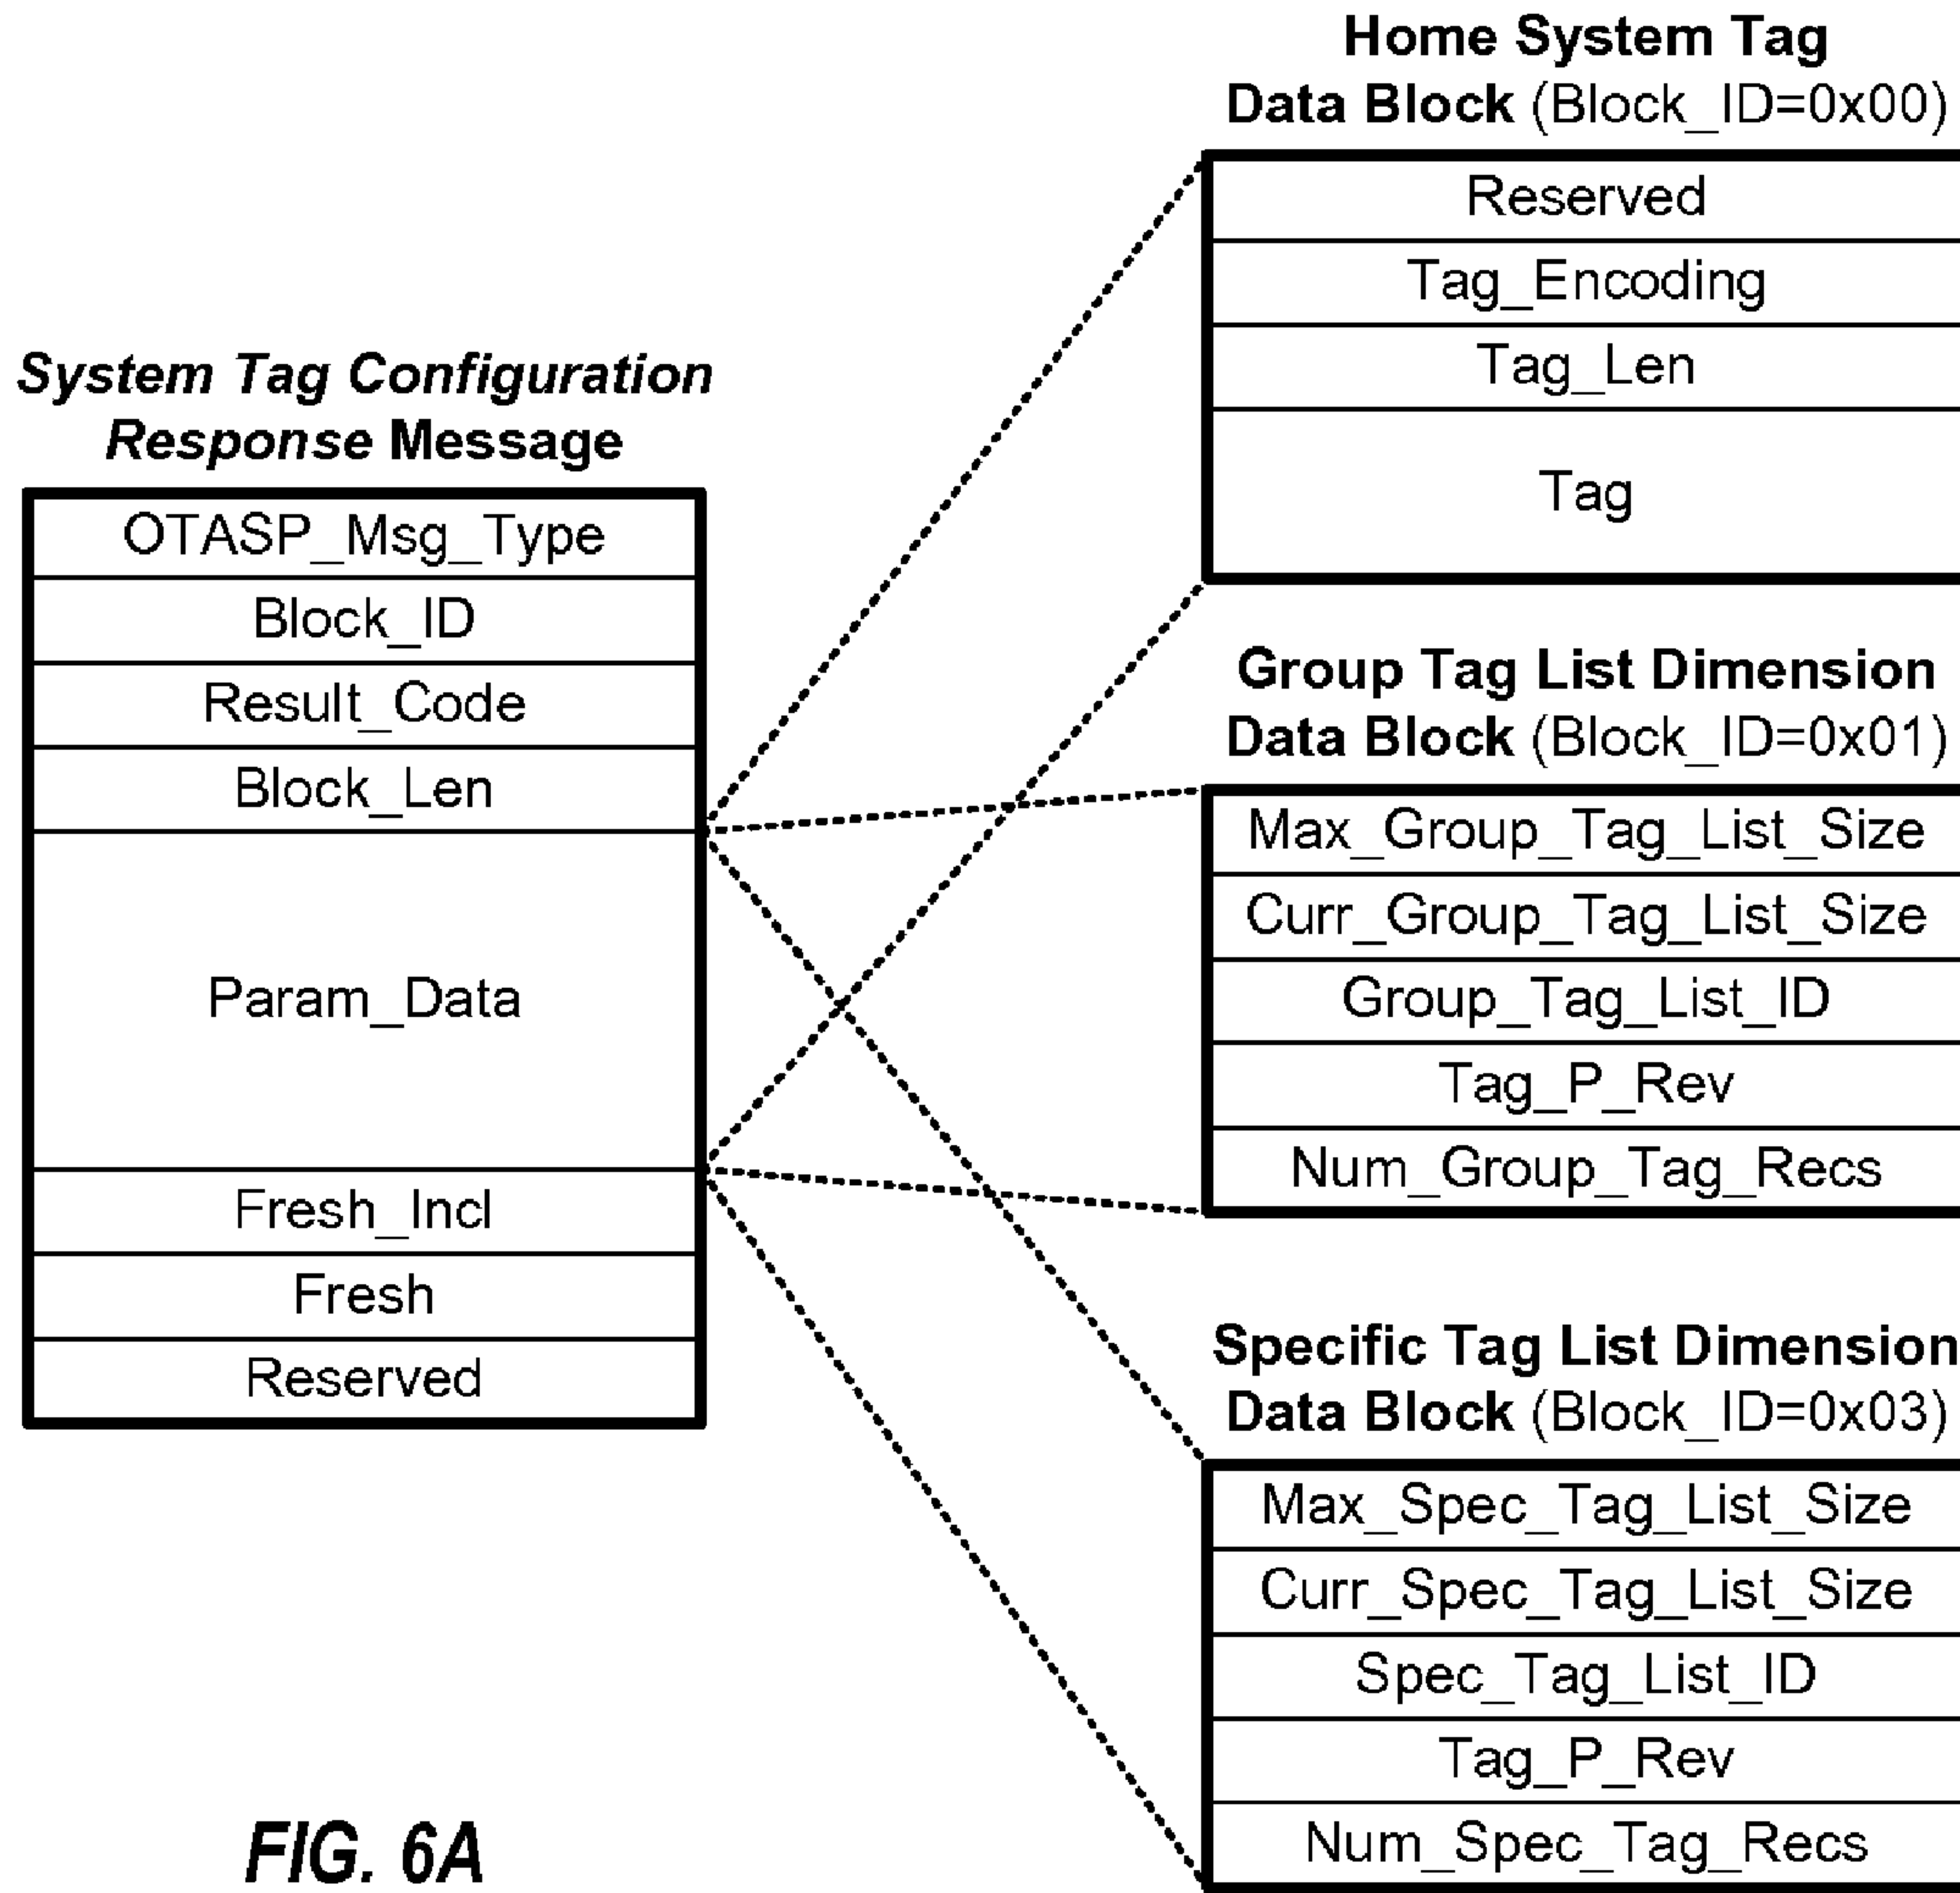 System Tag Configuration
Response Message
OTASP_Msg_Type
Block_ID
Result_Code
Block_Len
Param_Data
Fresh_Incl
Fresh
Reserved
Home System Tag
Data Block (Block_ID=0x00)
Reserved
Tag_Encoding
Tag_Len
Tag
Group Tag List Dimension
Data Block (Block_ID=0x01)
Max_Group_Tag_List_Size
Curr_Group_Tag_List_Size
Group_Tag_List_ID
Tag_P_Rev
Num_Group_Tag_Recs
Specific Tag List Dimension
Data Block (Block_ID=0x03)
Max_Spec_Tag_List_Size
Curr_Spec_Tag_List_Size
Spec_Tag_List_ID
Tag_P_Rev
Num_Spec_Tag_Recs
FIG. 6A